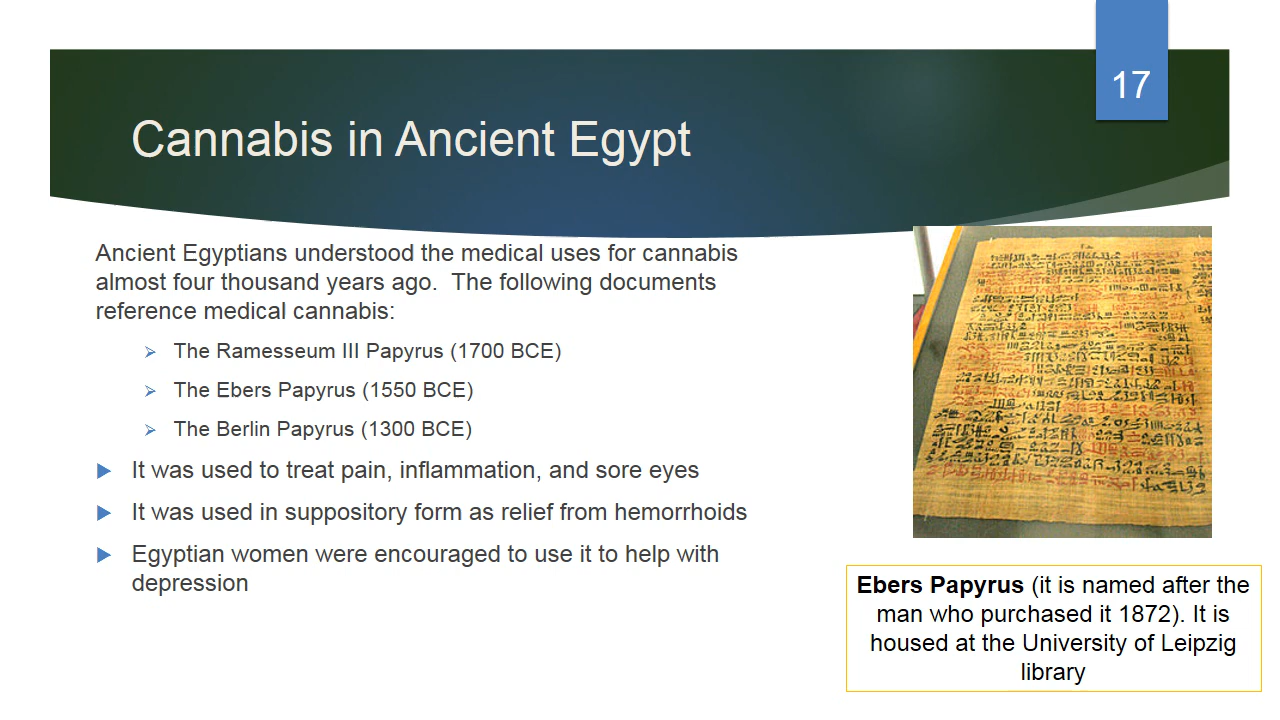 17
Cannabis in Ancient Egypt
Ancient Egyptians understood the medical uses for cannabis
almost four thousand years ago.  The following documents
reference medical cannabis:
The Ramesseum III Papyrus (1700 BCE)
The Ebers Papyrus (1550 BCE)
The Berlin Papyrus (1300 BCE)
It was used to treat pain, inflammation, and sore eyes
It was used in suppository form as relief from hemorrhoids
Egyptian women were encouraged to use it to help with
depression
Ebers Papyrus (it is named after the
man who purchased it 1872). It is
housed at the University of Leipzig
library